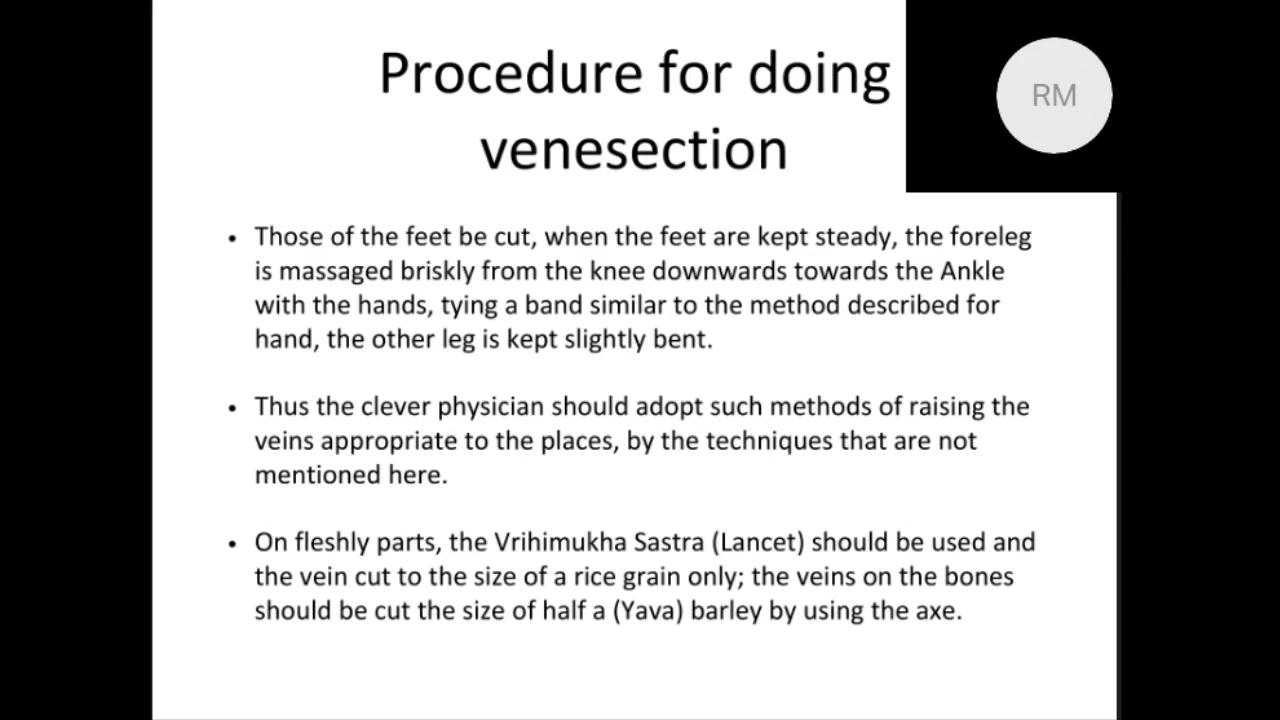 Procedure for doing
venesection
RM
• Those of the feet be cut, when the feet are kept steady, the foreleg
is massaged briskly from the knee downwards towards the Ankle
with the hands, tying a band similar to the method described for
hand, the other leg is kept slightly bent.
• Thus the clever physician should adopt such methods of raising the
veins appropriate to the places, by the techniques that are not
mentioned here.
• On fleshly parts, the Vrihimukha Sastra (Lancet) should be used and
the vein cut to the size of a rice grain only; the veins on the bones
should be cut the size of half a (Yava) barley by using the axe.